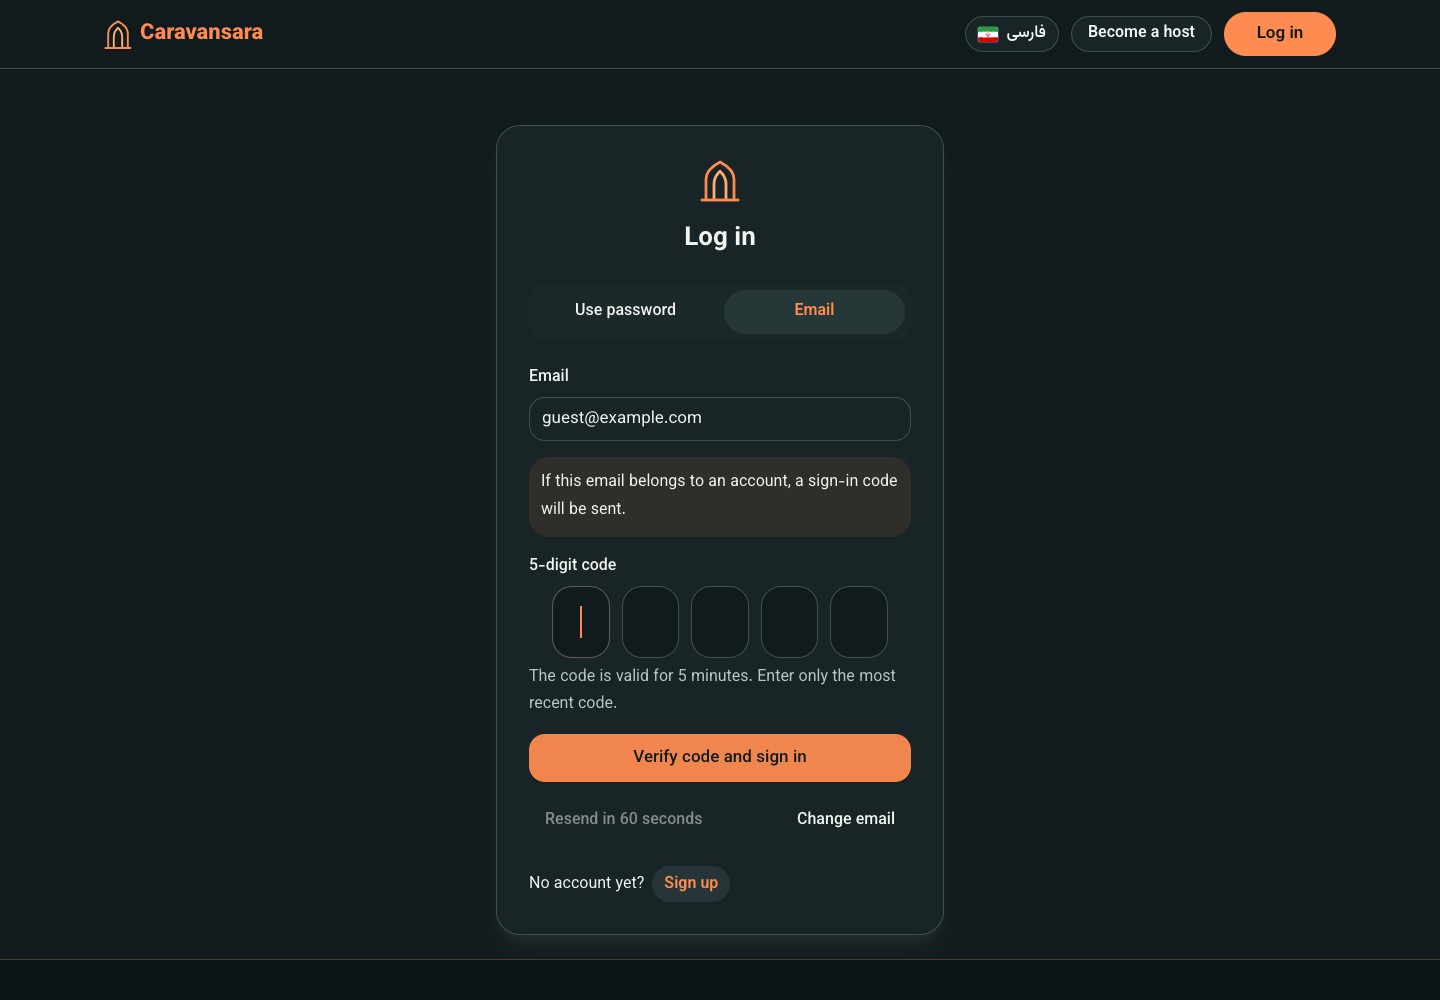 Caravansara
فارسی
Become a host
Log in
Log in
Use password
Email
Email
guest@example.com
If this email belongs to an account, a sign-in code
will be sent.
5-digit code
The code is valid for 5 minutes. Enter only the most
recent code.
Verify code and sign in
Resend in 60 seconds
Change email
No account yet? Sign up